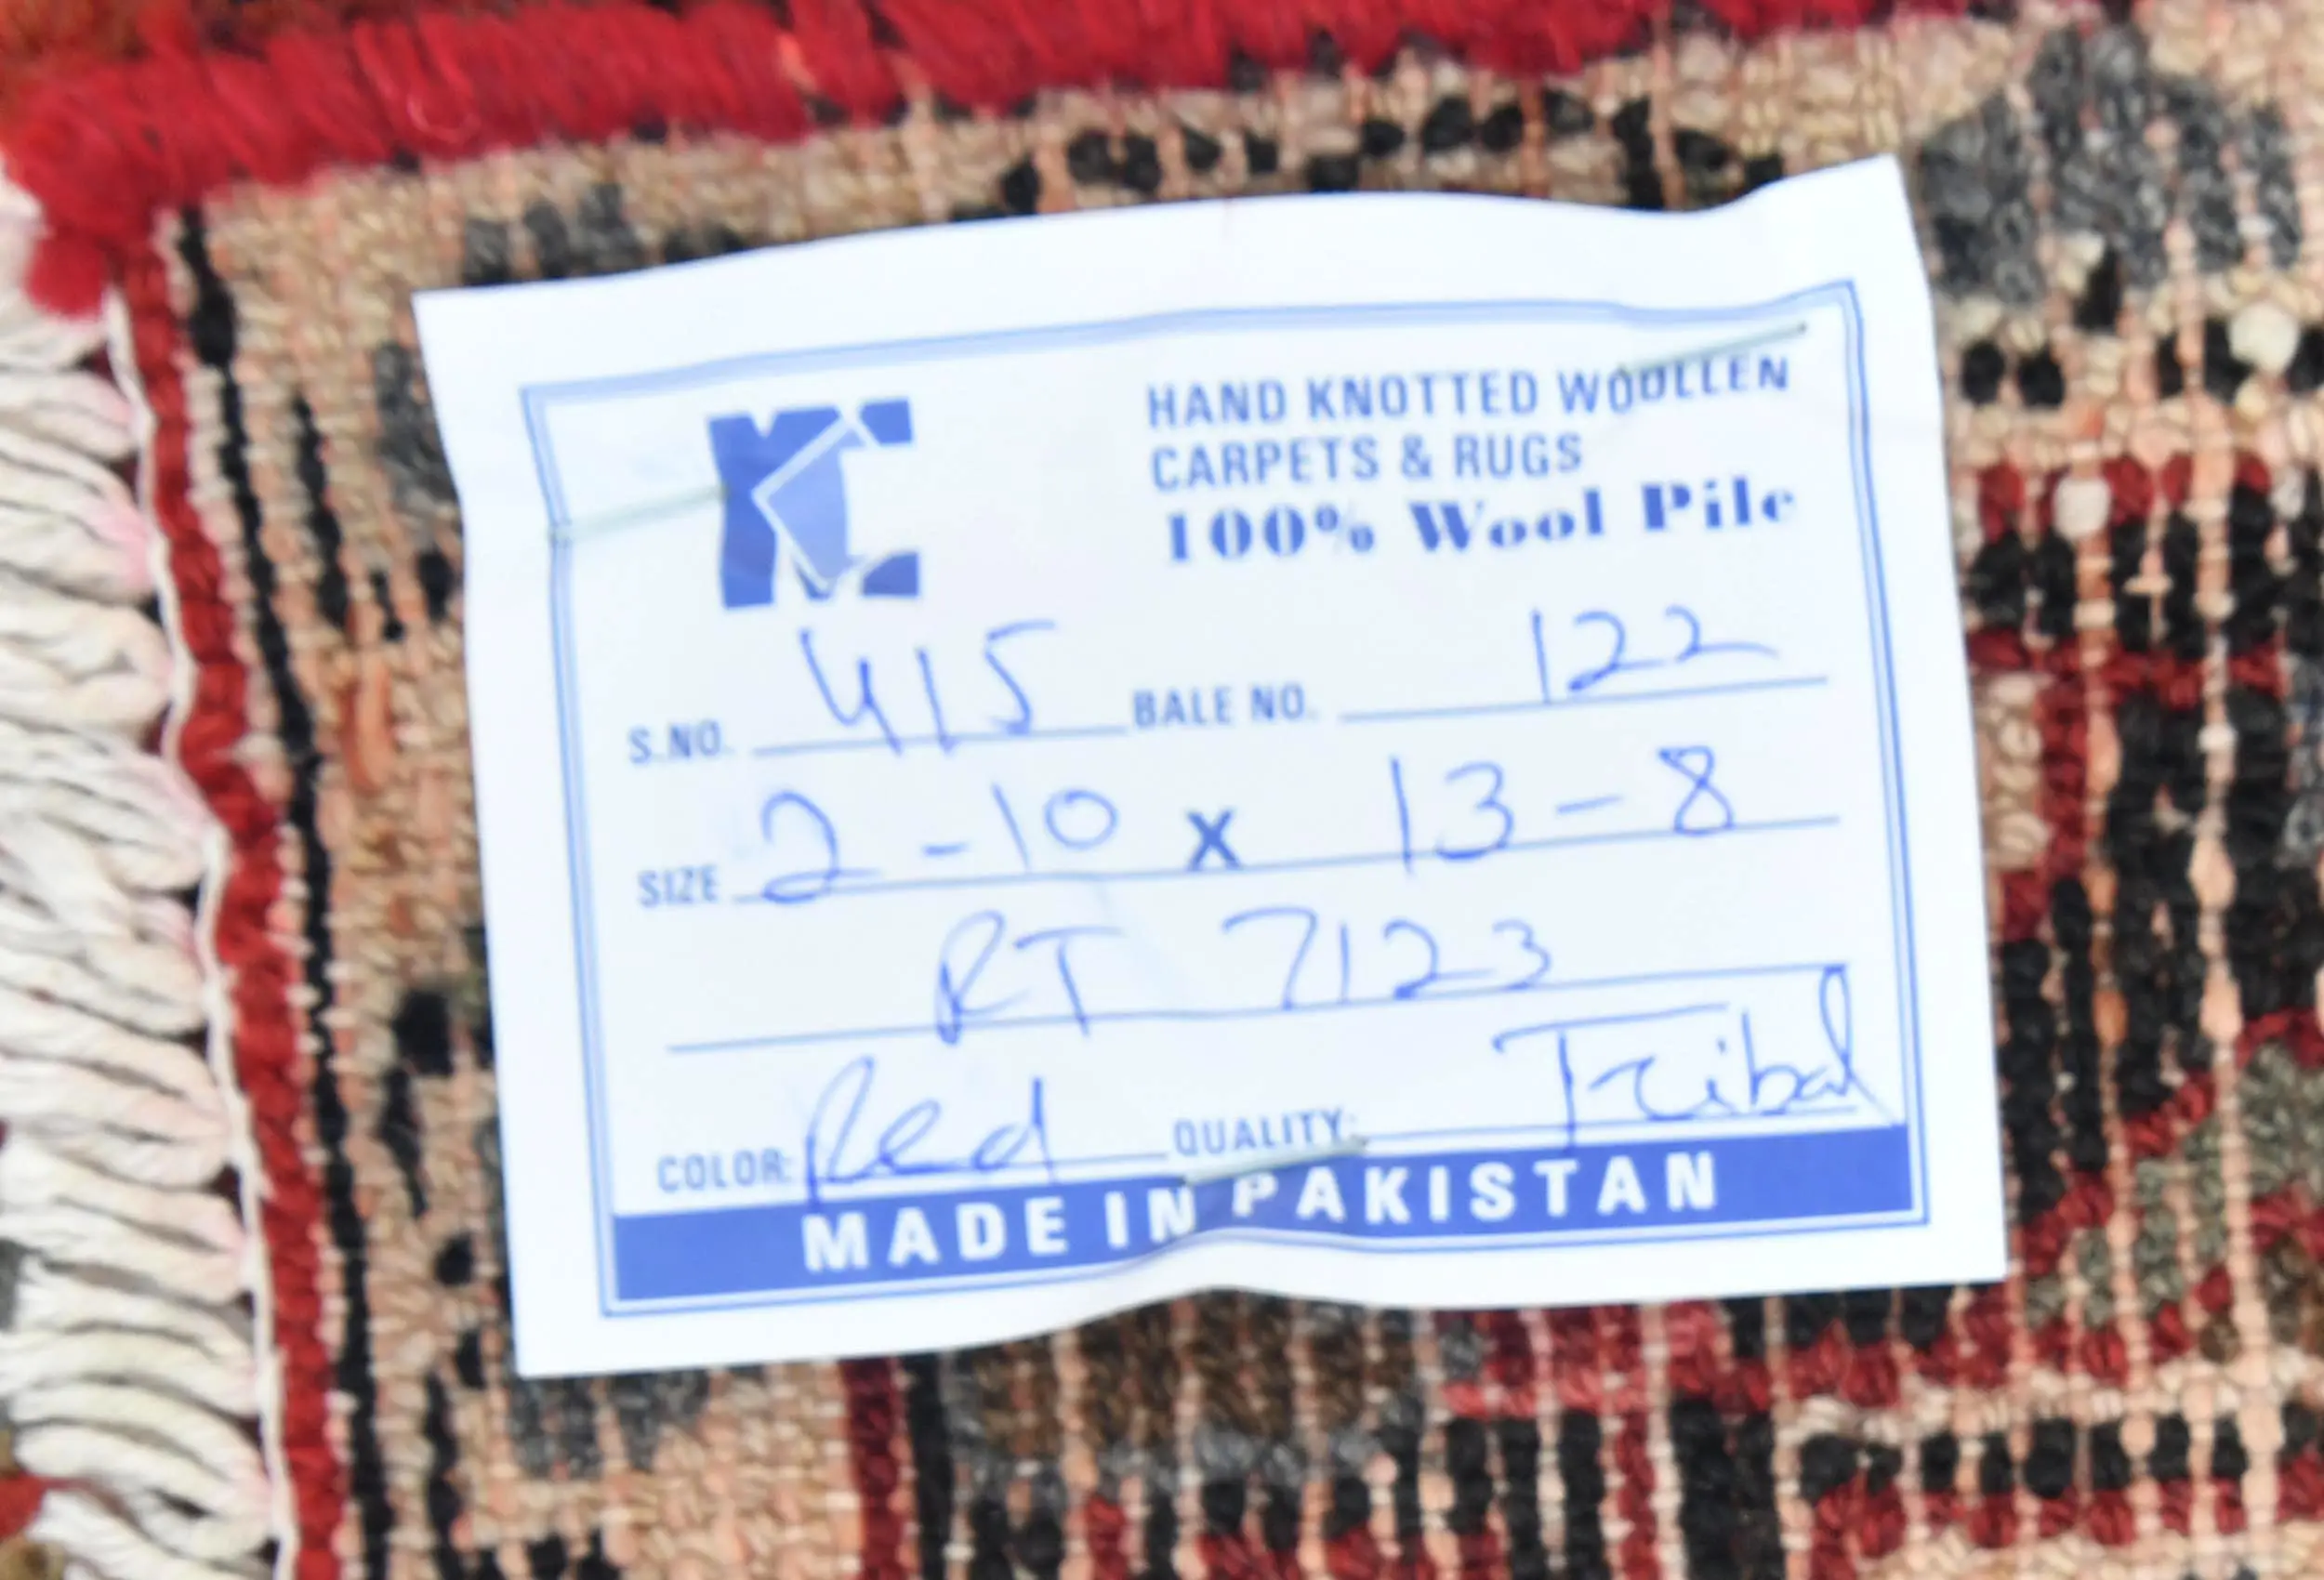 KC
HAND KNOTTED WOOLLEN
CARPETS & RUGS
100% Wool Pile
S.NO. 415 BALE NO. 122
SIZE 2-10 X 13-8
RT 7123
COLOR: Red QUALITY: Tribal
MADE IN PAKISTAN